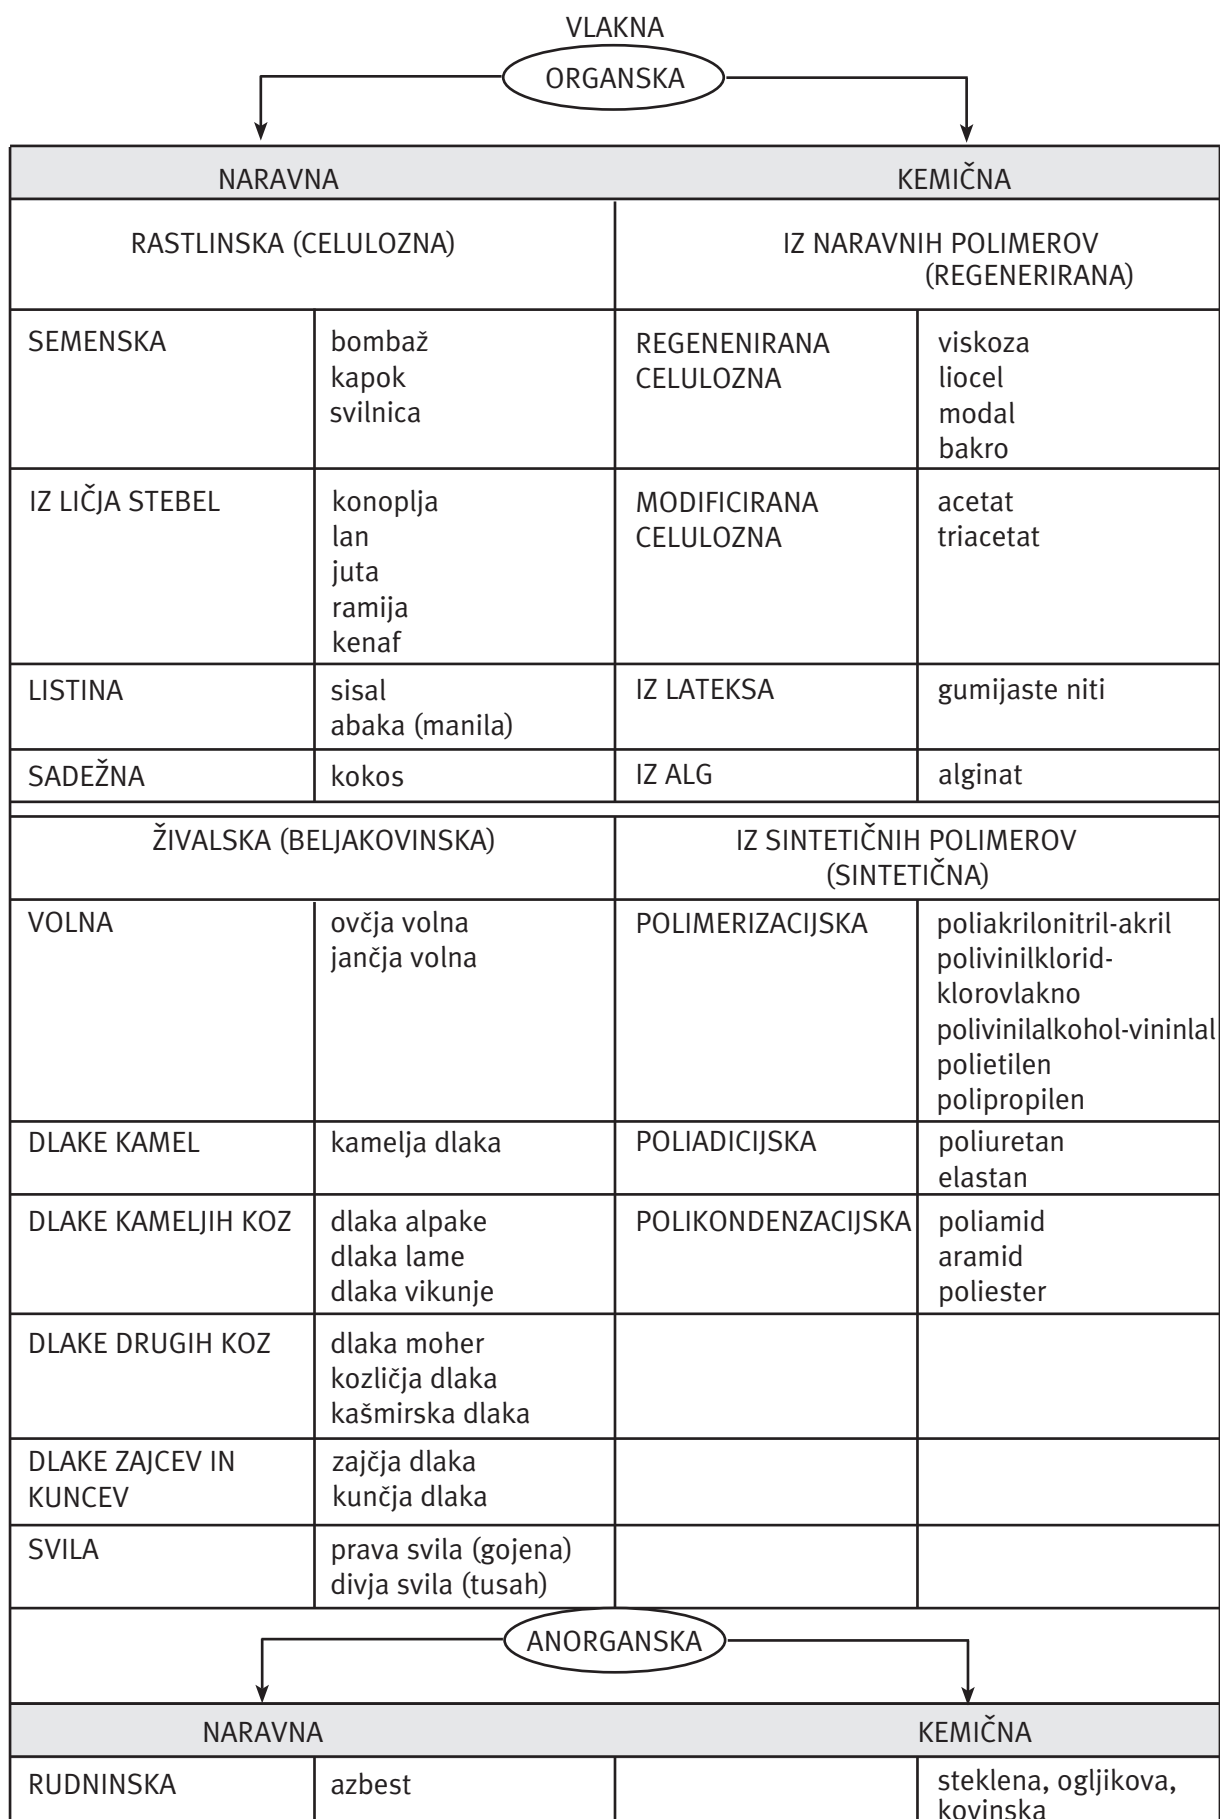 VLAKNA
ORGANSKA
NARAVNA
KEMIČNA
RASTLINSKA (CELULOZNA)
IZ NARAVNIH POLIMEROV
(REGENERIRANA)
SEMENSKA
bombaž
kapok
svilnica
REGENENIRANA
CELULOZNA
viskoza
liocel
modal
bakro
IZ LIČJA STEBEL
konoplja
lan
juta
ramija
kenaf
MODIFICIRANA
CELULOZNA
acetat
triacetat
LISTINA
sisal
abaka (manila)
IZ LATEKSA
gumijaste niti
SADEŽNA
kokos
IZ ALG
alginat
ŽIVALSKA (BELJAKOVINSKA)
IZ SINTETIČNIH POLIMEROV
(SINTETIČNA)
VOLNA
ovčja volna
jančja volna
POLIMERIZACIJSKA
poliakrilonitril-akril
polivinilklorid-
klorovlakno
polivinilalkohol-vininlal
polietilen
polipropilen
DLAKE KAMEL
kamelja dlaka
POLIADICIJSKA
poliuretan
elastan
DLAKE KAMELJIH KOZ
dlaka alpake
dlaka lame
dlaka vikunje
POLIKONDENZACIJSKA
poliamid
aramid
poliester
DLAKE DRUGIH KOZ
dlaka moher
kozličja dlaka
kašmirska dlaka
DLAKE ZAJCEV IN
KUNCEV
zajčja dlaka
kunčja dlaka
SVILA
prava svila (gojena)
divja svila (tusah)
ANORGANSKA
NARAVNA
KEMIČNA
RUDNINSKA
azbest
steklena, ogljikova,
kovinska